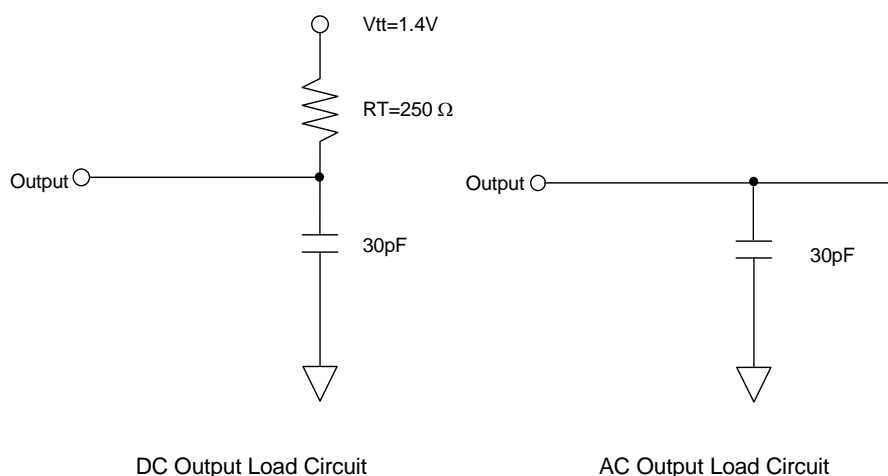 Vtt=1.4V
RT=250 Ω
Output
30pF
DC Output Load Circuit
Output
30pF
AC Output Load Circuit